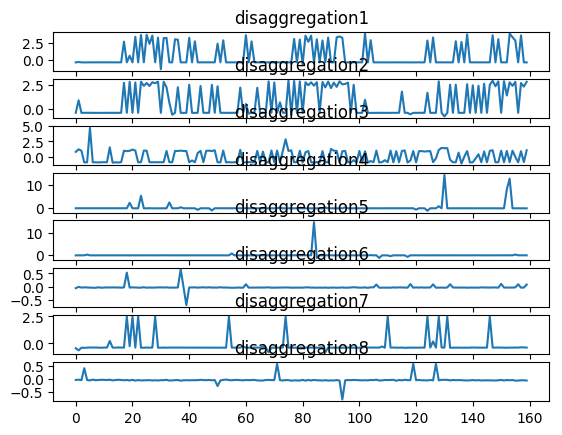 disaggregation1
2.5
0.0
disaggregation2
2.5
0.0
disaggregation3
5.0
2.5
0.0
disaggregation4
10
0
disaggregation5
10
0
disaggregation6
0.5
0.0
−0.5
disaggregation7
2.5
0.0
disaggregation8
0.5
0.0
−0.5
0 20 40 60 80 100 120 140 160